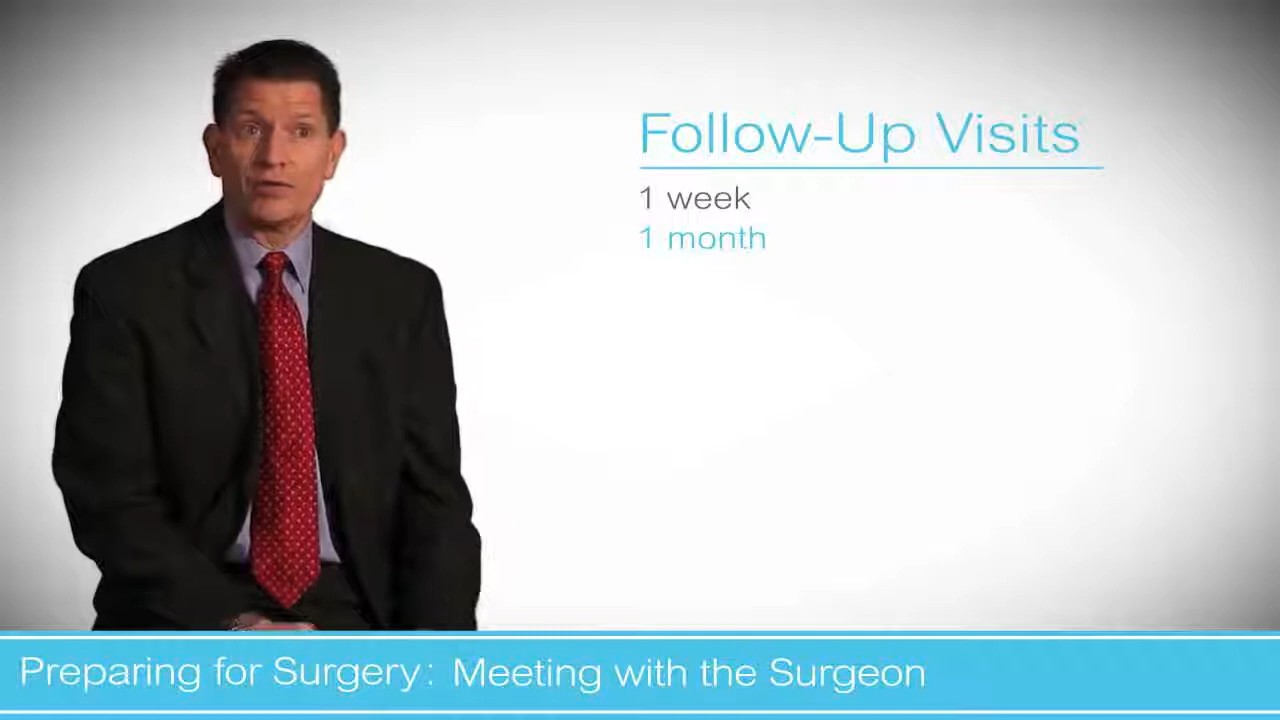 Follow-Up Visits
1 week
1 month
Preparing for Surgery: Meeting with the Surgeon